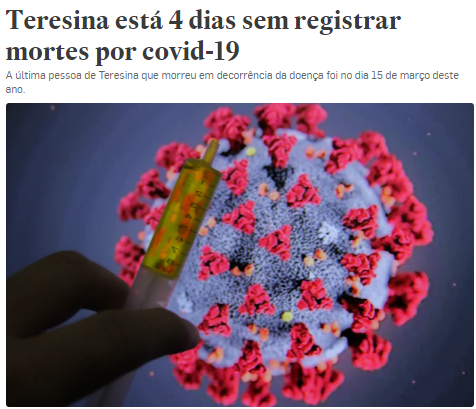 Teresina está 4 dias sem registrar
mortes por covid-19
A última pessoa de Teresina que morreu em decorrência da doença foi no dia 15 de março deste
ano.